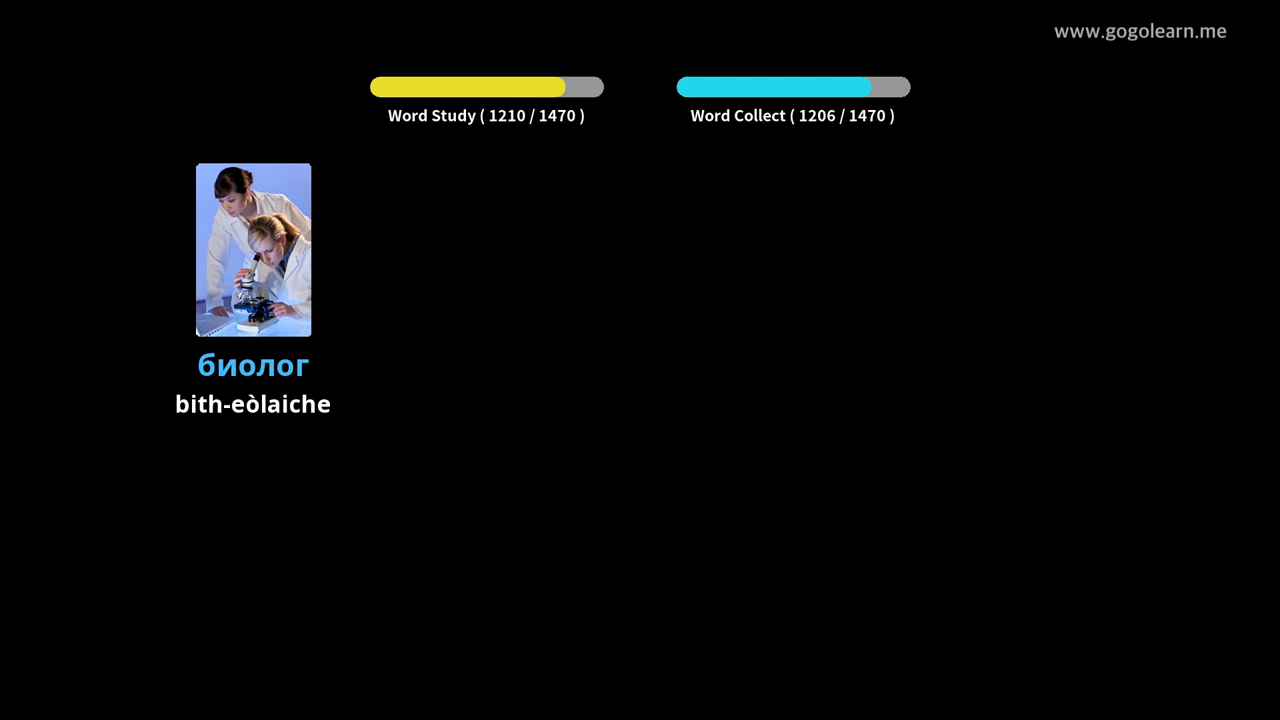 www.gogolearn.me
Word Study ( 1210 / 1470 )
Word Collect ( 1206 / 1470 )
биолог
bith-eòlaiche